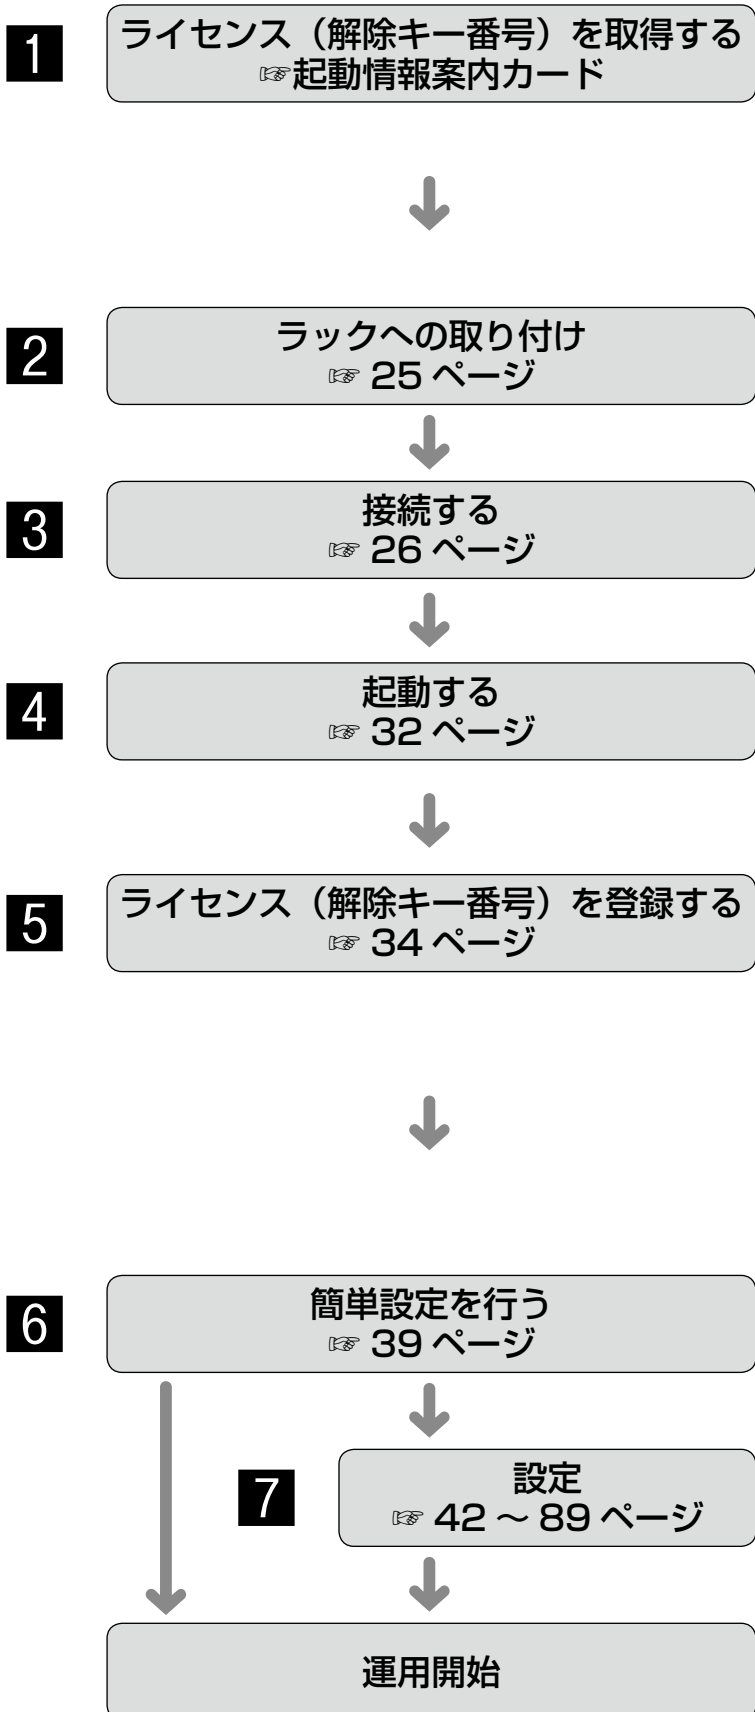 1
ライセンス（解除キー番号）を取得する
☞起動情報案内カード
2
ラックへの取り付け
☞ 25 ページ
3
接続する
☞ 26 ページ
4
起動する
☞ 32 ページ
5
ライセンス（解除キー番号）を登録する
☞ 34 ページ
6
簡単設定を行う
☞ 39 ページ
7
設定
☞ 42 ～ 89 ページ
運用開始